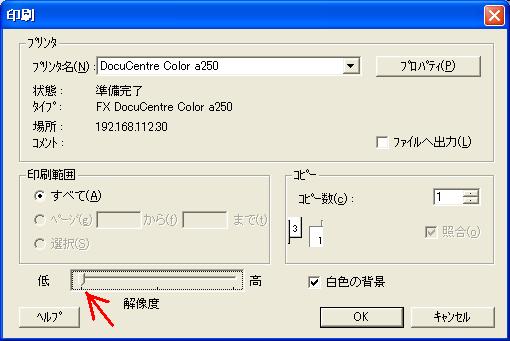 印刷
プリンタ
プリンタ名(N): DocuCentre Color a250 プロパティ(P)
状態: 準備完了
タイプ: FX DocuCentre Color a250
場所: 192.168.112.30
コメント: ファイルへ出力(L)
印刷範囲
すべて(A)
ページ(g) から(f) まで(t)
選択(S)
コピー
コピー数(c): 1
3 1 照合(o)
低 高 白色の背景
解像度
ヘルプ OK キャンセル